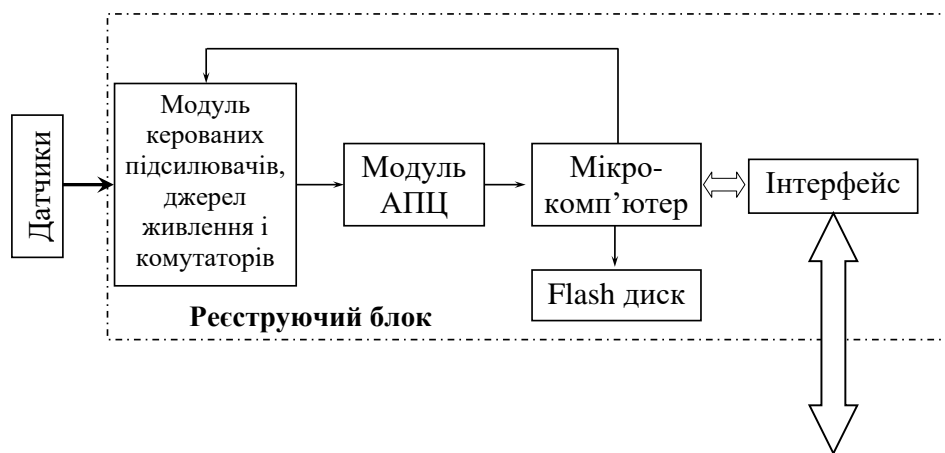 Датчики
Модуль
керованих
підсилювачів,
джерел
живлення і
комутаторів
Модуль
АПЦ
Мікро-
комп’ютер
Інтерфейс
Flash диск
Реєструючий блок